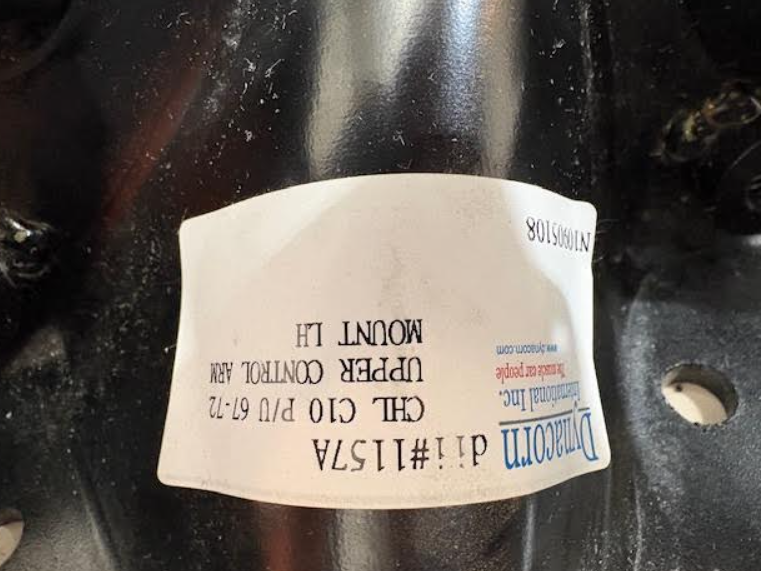 Dynacorn
International Inc.
The muscle car people
www.dynacorn.com
dii#1157A
CHL C10 P/U 67-72
UPPER CONTROL ARM
MOUNT LH
N10905108